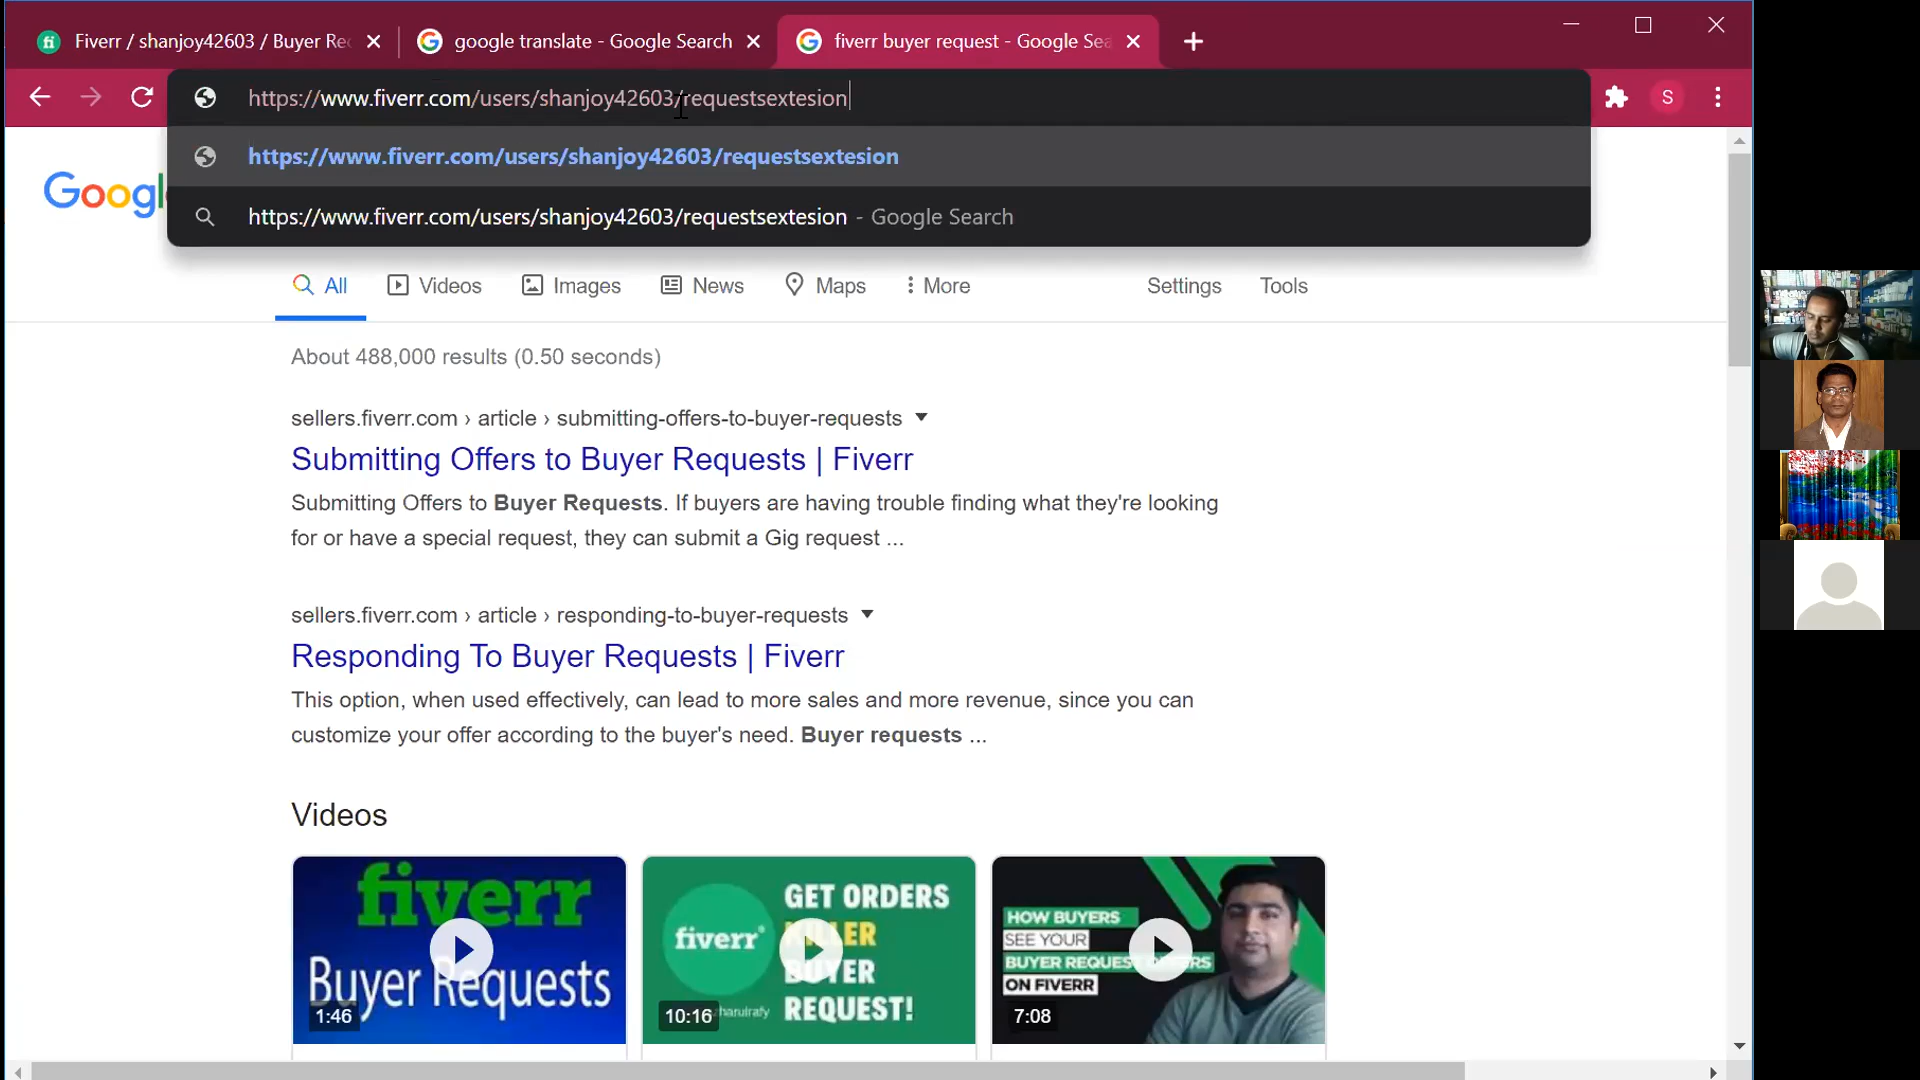 Fiverr / shanjoy42603 / Buyer Re
google translate - Google Search
fiverr buyer request - Google Sea
https://www.fiverr.com/users/shanjoy42603/requestsextesion
S
https://www.fiverr.com/users/shanjoy42603/requestsextesion
https://www.fiverr.com/users/shanjoy42603/requestsextesion - Google Search
Googl
All
Videos
Images
News
Maps
More
Settings
Tools
About 488,000 results (0.50 seconds)
sellers.fiverr.com › article › submitting-offers-to-buyer-requests
Submitting Offers to Buyer Requests | Fiverr
Submitting Offers to Buyer Requests. If buyers are having trouble finding what they're looking
for or have a special request, they can submit a Gig request ...
sellers.fiverr.com › article › responding-to-buyer-requests
Responding To Buyer Requests | Fiverr
This option, when used effectively, can lead to more sales and more revenue, since you can
customize your offer according to the buyer's need. Buyer requests ...
Videos
fiverr
Buyer Requests
1:46
fiverr
GET ORDERS
KILLER
BUYER
REQUEST!
10:16
HOW BUYERS
SEE YOUR
BUYER REQUEST OFFERS
ON FIVERR
7:08